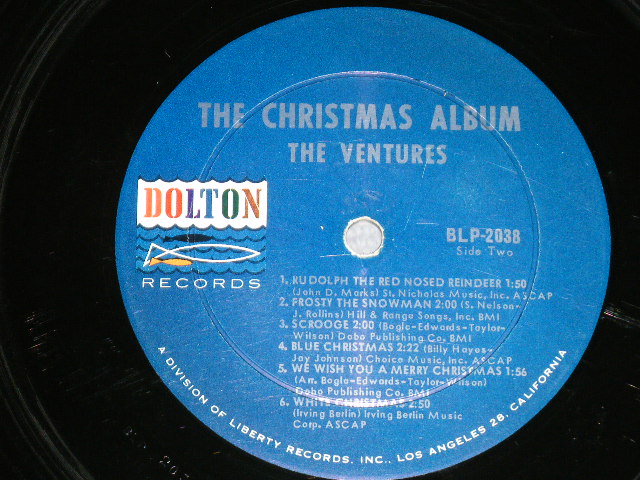 THE CHRISTMAS ALBUM
THE VENTURES
DOLTON
RECORDS
BLP-2038
Side Two
1. RUDOLPH THE RED NOSED REINDEER 1:50
(John D. Marks) St. Nicholas Music, Inc. ASCAP
2. FROSTY THE SNOWMAN 2:00 (S. Nelson-
J. Rollins) Hill & Range Songs, Inc. BMI
3. SCROOGE 2:00 (Bogle-Edwards-Taylor-
Wilson) Dobo Publishing Co. BMI
4. BLUE CHRISTMAS 2:22 (Billy Hayes-
Jay Johnson) Choice Music, Inc. ASCAP
5. WE WISH YOU A MERRY CHRISTMAS 1:56
(Arr. Bogle-Edwards-Taylor-Wilson)
Dobo Publishing Co. BMI
6. WHITE CHRISTMAS 2:50
(Irving Berlin) Irving Berlin Music
Corp. ASCAP
A DIVISION OF LIBERTY RECORDS, INC., LOS ANGELES 28, CALIFORNIA